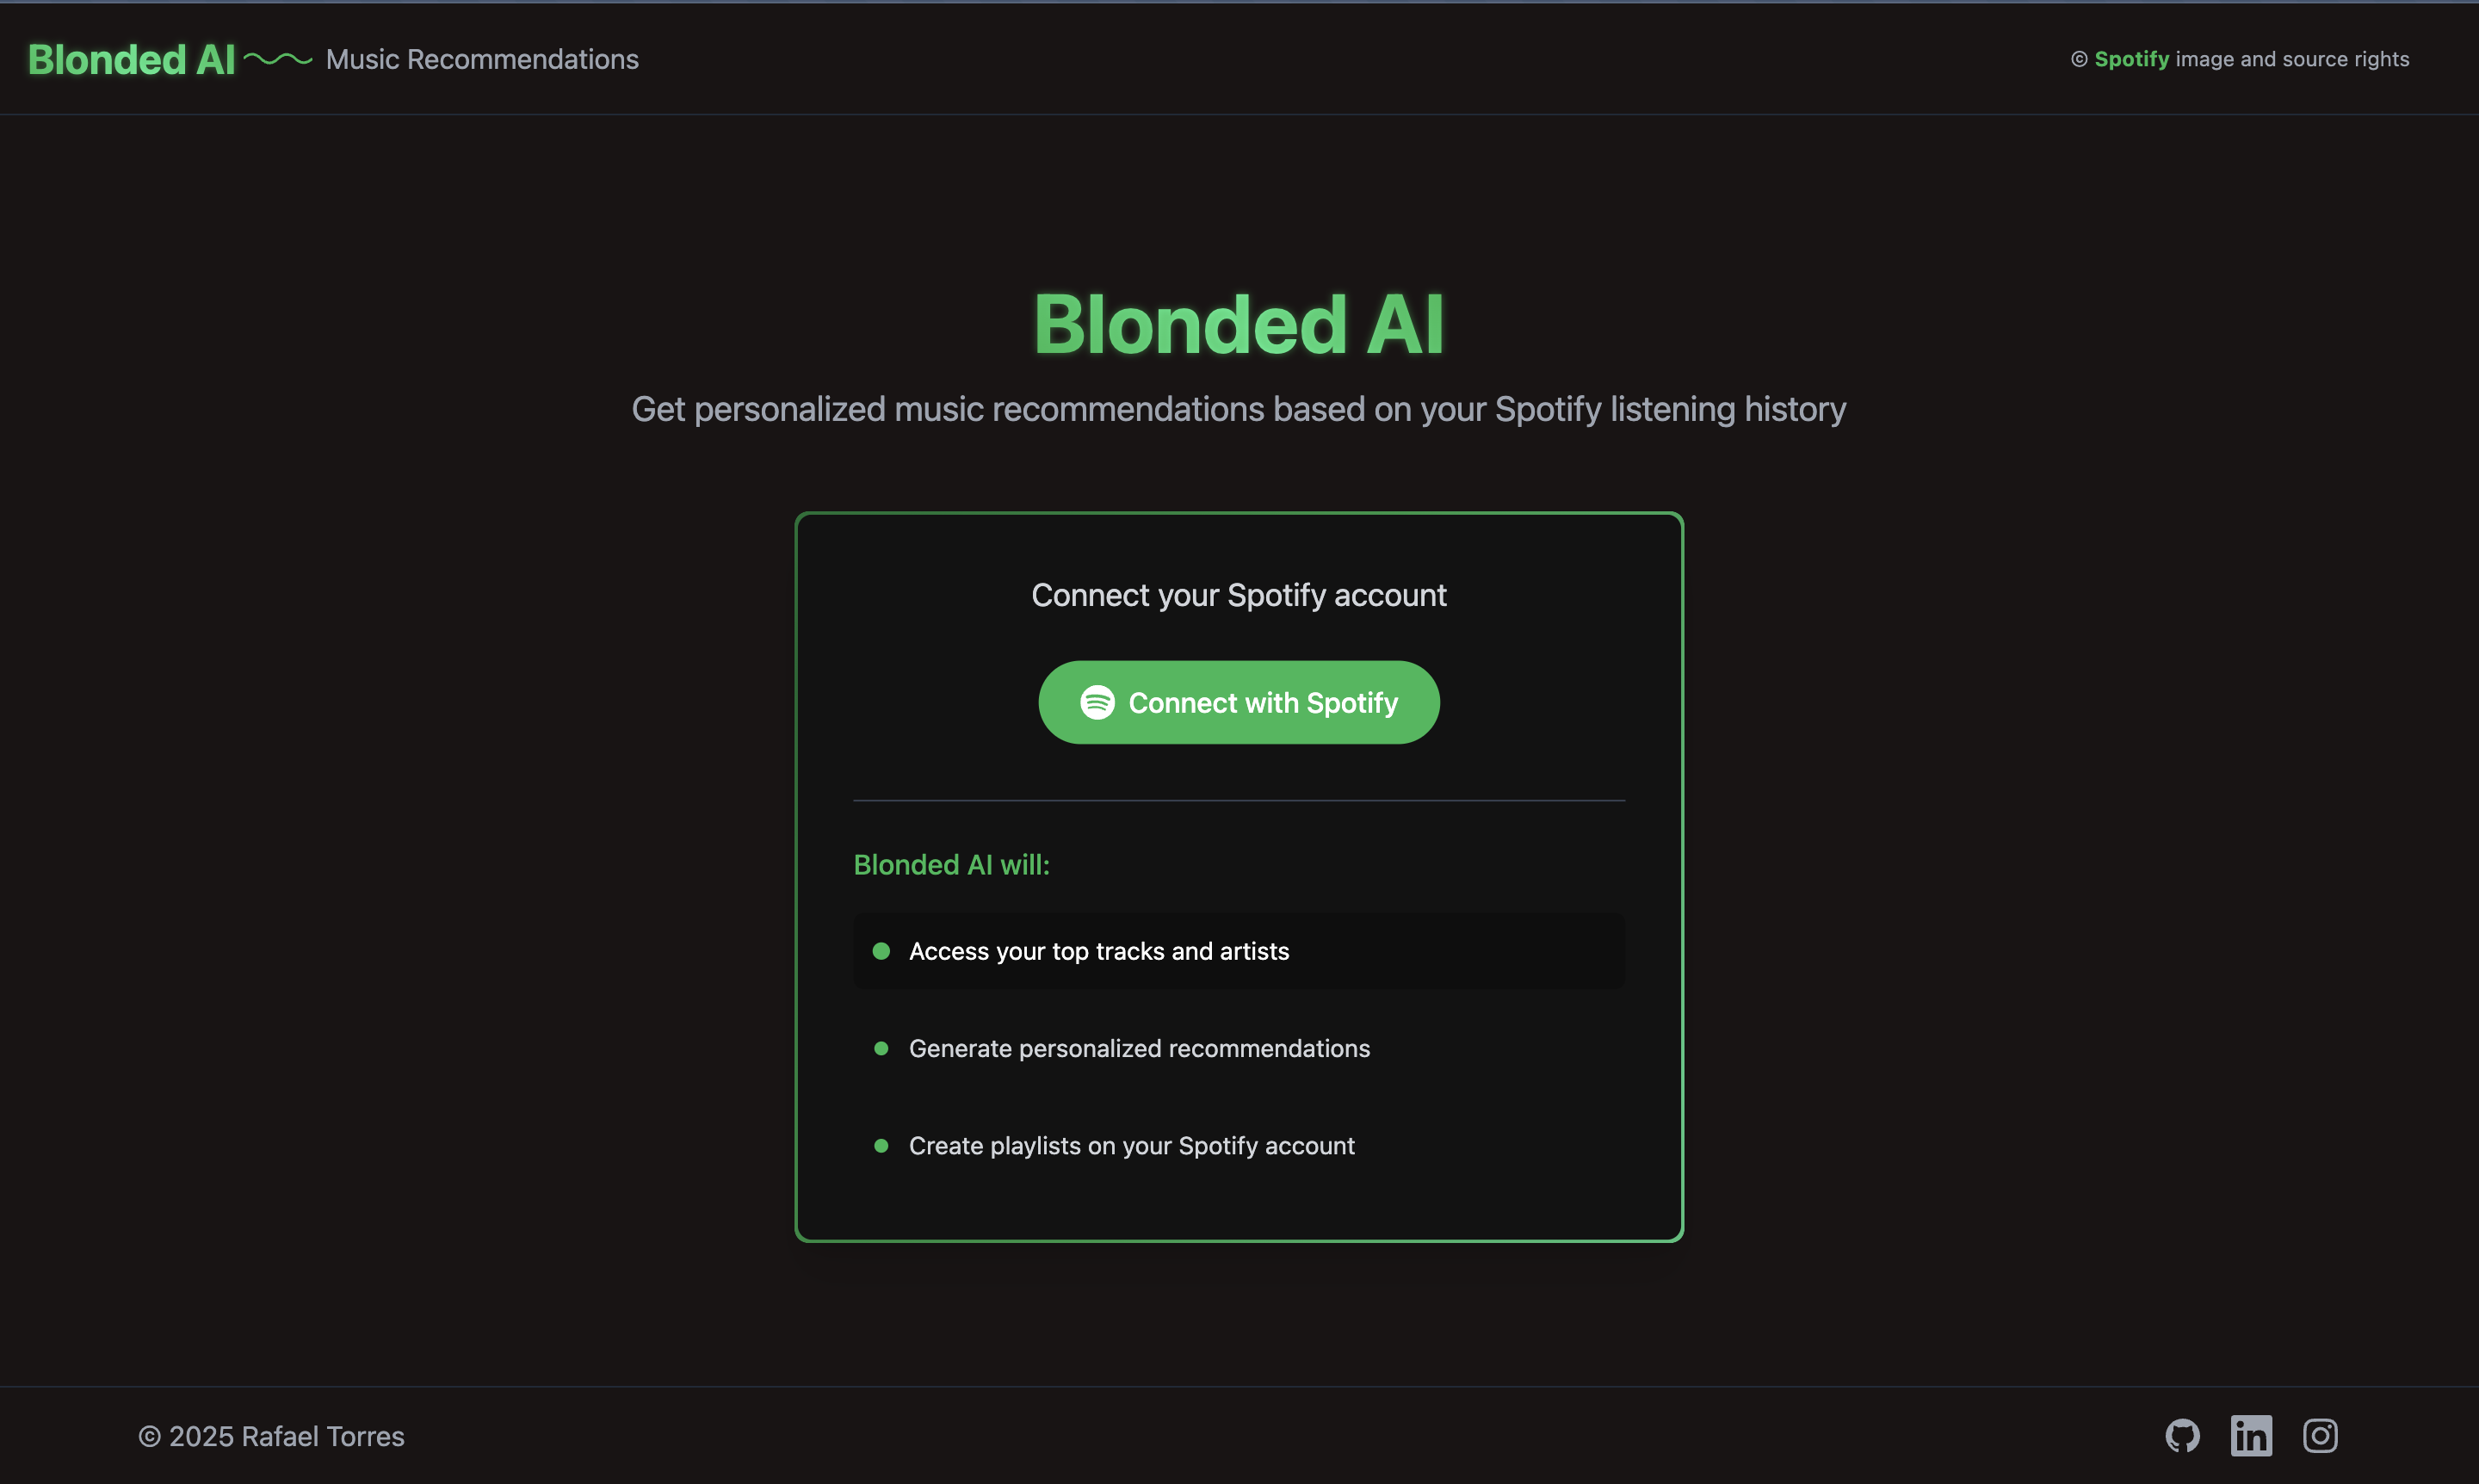 Blonded AI Music Recommendations
© Spotify image and source rights
Blonded AI
Get personalized music recommendations based on your Spotify listening history
Connect your Spotify account
Connect with Spotify
Blonded AI will:
Access your top tracks and artists
Generate personalized recommendations
Create playlists on your Spotify account
© 2025 Rafael Torres
in